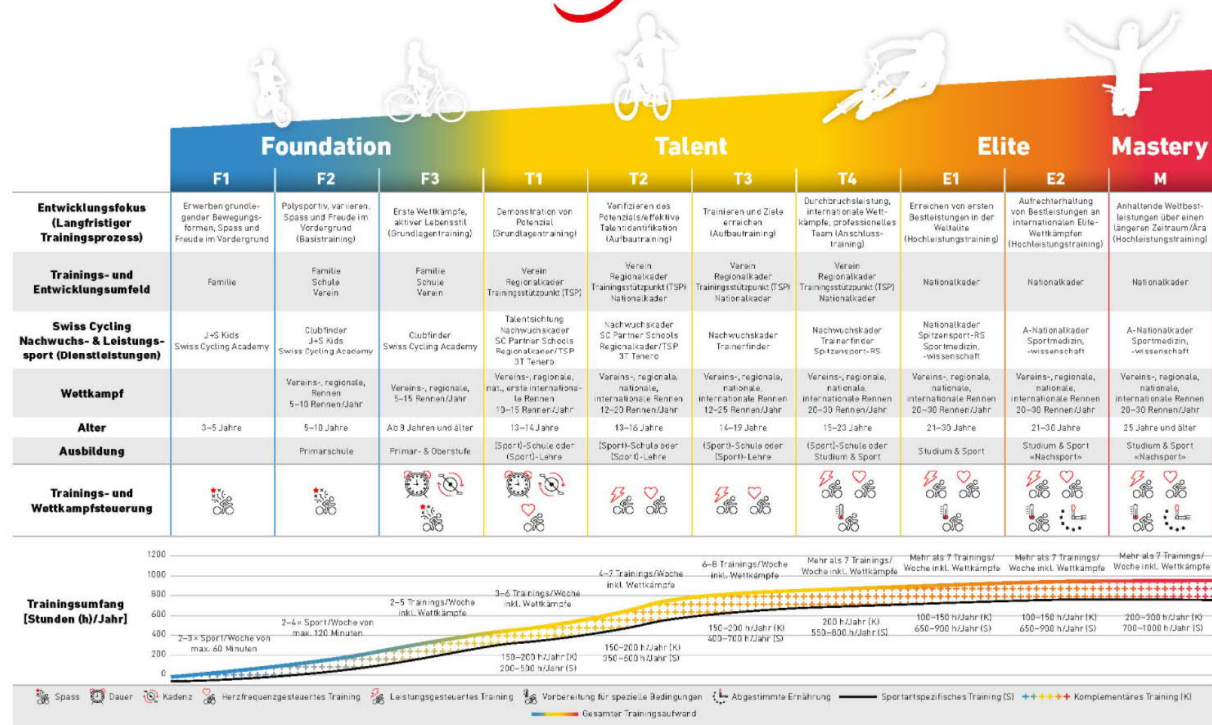 Foundation
Talent
Elite
Mastery
F1
F2
F3
T1
T2
T3
T4
E1
E2
M
Entwicklungsfokus
(Langfristiger
Trainingsprozess)
Erwerben grundle-
gender Bewegungs-
formen, Spass und
Freude im Vordergrund
Polysportiv, variieren,
Spass und Freude im
Vordergrund
(Basistraining)
Erste Wettkämpfe,
aktiver Lebensstil
(Grundlagentraining)
Demonstration von
Potenzial
(Grundlagentraining)
Verifizieren des
Potenzials/effektive
Talentidentifikation
(Aufbautraining)
Trainieren und Ziele
erreichen
(Aufbautraining)
Durchbruchsleistung,
internationale Wett-
kämpfe, professionelles
Team (Anschluss-
training)
Erreichen von ersten
Bestleistungen in der
Weltelite
(Hochleistungstraining)
Aufrechterhaltung
von Bestleistungen an
internationalen Elite-
Wettkämpfen
(Hochleistungstraining)
Anhaltende Weltbest-
leistungen über einen
längeren Zeitraum/Ära
(Hochleistungstraining)
Trainings- und
Entwicklungsumfeld
Familie
Familie
Schule
Verein
Familie
Schule
Verein
Verein
Regionalkader
Trainingsstützpunkt (TSP)
Verein
Regionalkader
Trainingsstützpunkt (TSP)
Nationalkader
Verein
Regionalkader
Trainingsstützpunkt (TSP)
Nationalkader
Verein
Regionalkader
Trainingsstützpunkt (TSP)
Nationalkader
Nationalkader
Nationalkader
Nationalkader
Swiss Cycling
Nachwuchs- & Leistungs-
sport (Dienstleistungen)
J+S Kids
Swiss Cycling Academy
Clubfinder
J+S Kids
Swiss Cycling Academy
Clubfinder
Swiss Cycling Academy
Talentsichtung
Nachwuchskader
SC Partner Schools
Regionalkader/TSP
3T Tenero
Nachwuchskader
SC Partner Schools
Regionalkader/TSP
3T Tenero
Nachwuchskader
Trainerfinder
Nachwuchskader
Trainerfinder
Spitzensport-RS
Nationalkader
Spitzensport-RS
Sportmedizin,
-wissenschaft
A-Nationalkader
Sportmedizin,
-wissenschaft
A-Nationalkader
Sportmedizin,
-wissenschaft
Wettkampf
Vereins-, regionale,
Rennen
5–10 Rennen/Jahr
Vereins-, regionale,
5–15 Rennen/Jahr
Vereins-, regionale,
nat., erste internationa-
le Rennen
10–15 Rennen/Jahr
Vereins-, regionale,
nationale,
internationale Rennen
12–20 Rennen/Jahr
Vereins-, regionale,
nationale,
internationale Rennen
12–25 Rennen/Jahr
Vereins-, regionale,
nationale,
internationale Rennen
20–30 Rennen/Jahr
Vereins-, regionale,
nationale,
internationale Rennen
20–30 Rennen/Jahr
Vereins-, regionale,
nationale,
internationale Rennen
20–30 Rennen/Jahr
Vereins-, regionale,
nationale,
internationale Rennen
20–30 Rennen/Jahr
Alter
3–5 Jahre
5–10 Jahre
Ab 8 Jahren und älter
13–14 Jahre
13–16 Jahre
14–19 Jahre
15–23 Jahre
21–30 Jahre
21–30 Jahre
25 Jahre und älter
Ausbildung
Primarschule
Primar- & Oberstufe
(Sport)-Schule oder
(Sport)-Lehre
(Sport)-Schule oder
(Sport)-Lehre
(Sport)-Schule oder
(Sport)-Lehre
(Sport)-Schule oder
Studium & Sport
Studium & Sport
Studium & Sport
«Nachsport»
Studium & Sport
«Nachsport»
Trainings- und
Wettkampfsteuerung
Trainingsumfang
[Stunden (h)/Jahr]
1200
1000
800
600
400
200
0
2–3 × Sport/Woche von
max. 60 Minuten
2–4 × Sport/Woche von
max. 120 Minuten
2–5 Trainings/Woche
inkl. Wettkämpfe
3–6 Trainings/Woche
inkl. Wettkämpfe
4–7 Trainings/Woche
inkl. Wettkämpfe
6–8 Trainings/Woche
inkl. Wettkämpfe
Mehr als 7 Trainings/
Woche inkl. Wettkämpfe
Mehr als 7 Trainings/
Woche inkl. Wettkämpfe
Mehr als 7 Trainings/
Woche inkl. Wettkämpfe
Mehr als 7 Trainings/
Woche inkl. Wettkämpfe
150–200 h/Jahr (K)
200–500 h/Jahr (S)
150–200 h/Jahr (K)
350–600 h/Jahr (S)
150–200 h/Jahr (K)
400–700 h/Jahr (S)
200 h/Jahr (K)
550–800 h/Jahr (S)
100–150 h/Jahr (K)
650–900 h/Jahr (S)
100–150 h/Jahr (K)
650–900 h/Jahr (S)
200–300 h/Jahr (K)
700–1000 h/Jahr (S)
Spass
Dauer
Kadenz
Herzfrequenzgesteuertes Training
Leistungsgesteuertes Training
Vorbereitung für spezielle Bedingungen
Abgestimmte Ernährung
Sportartspezifisches Training (S)
Komplementäres Training (K)
Gesamter Trainingsaufwand